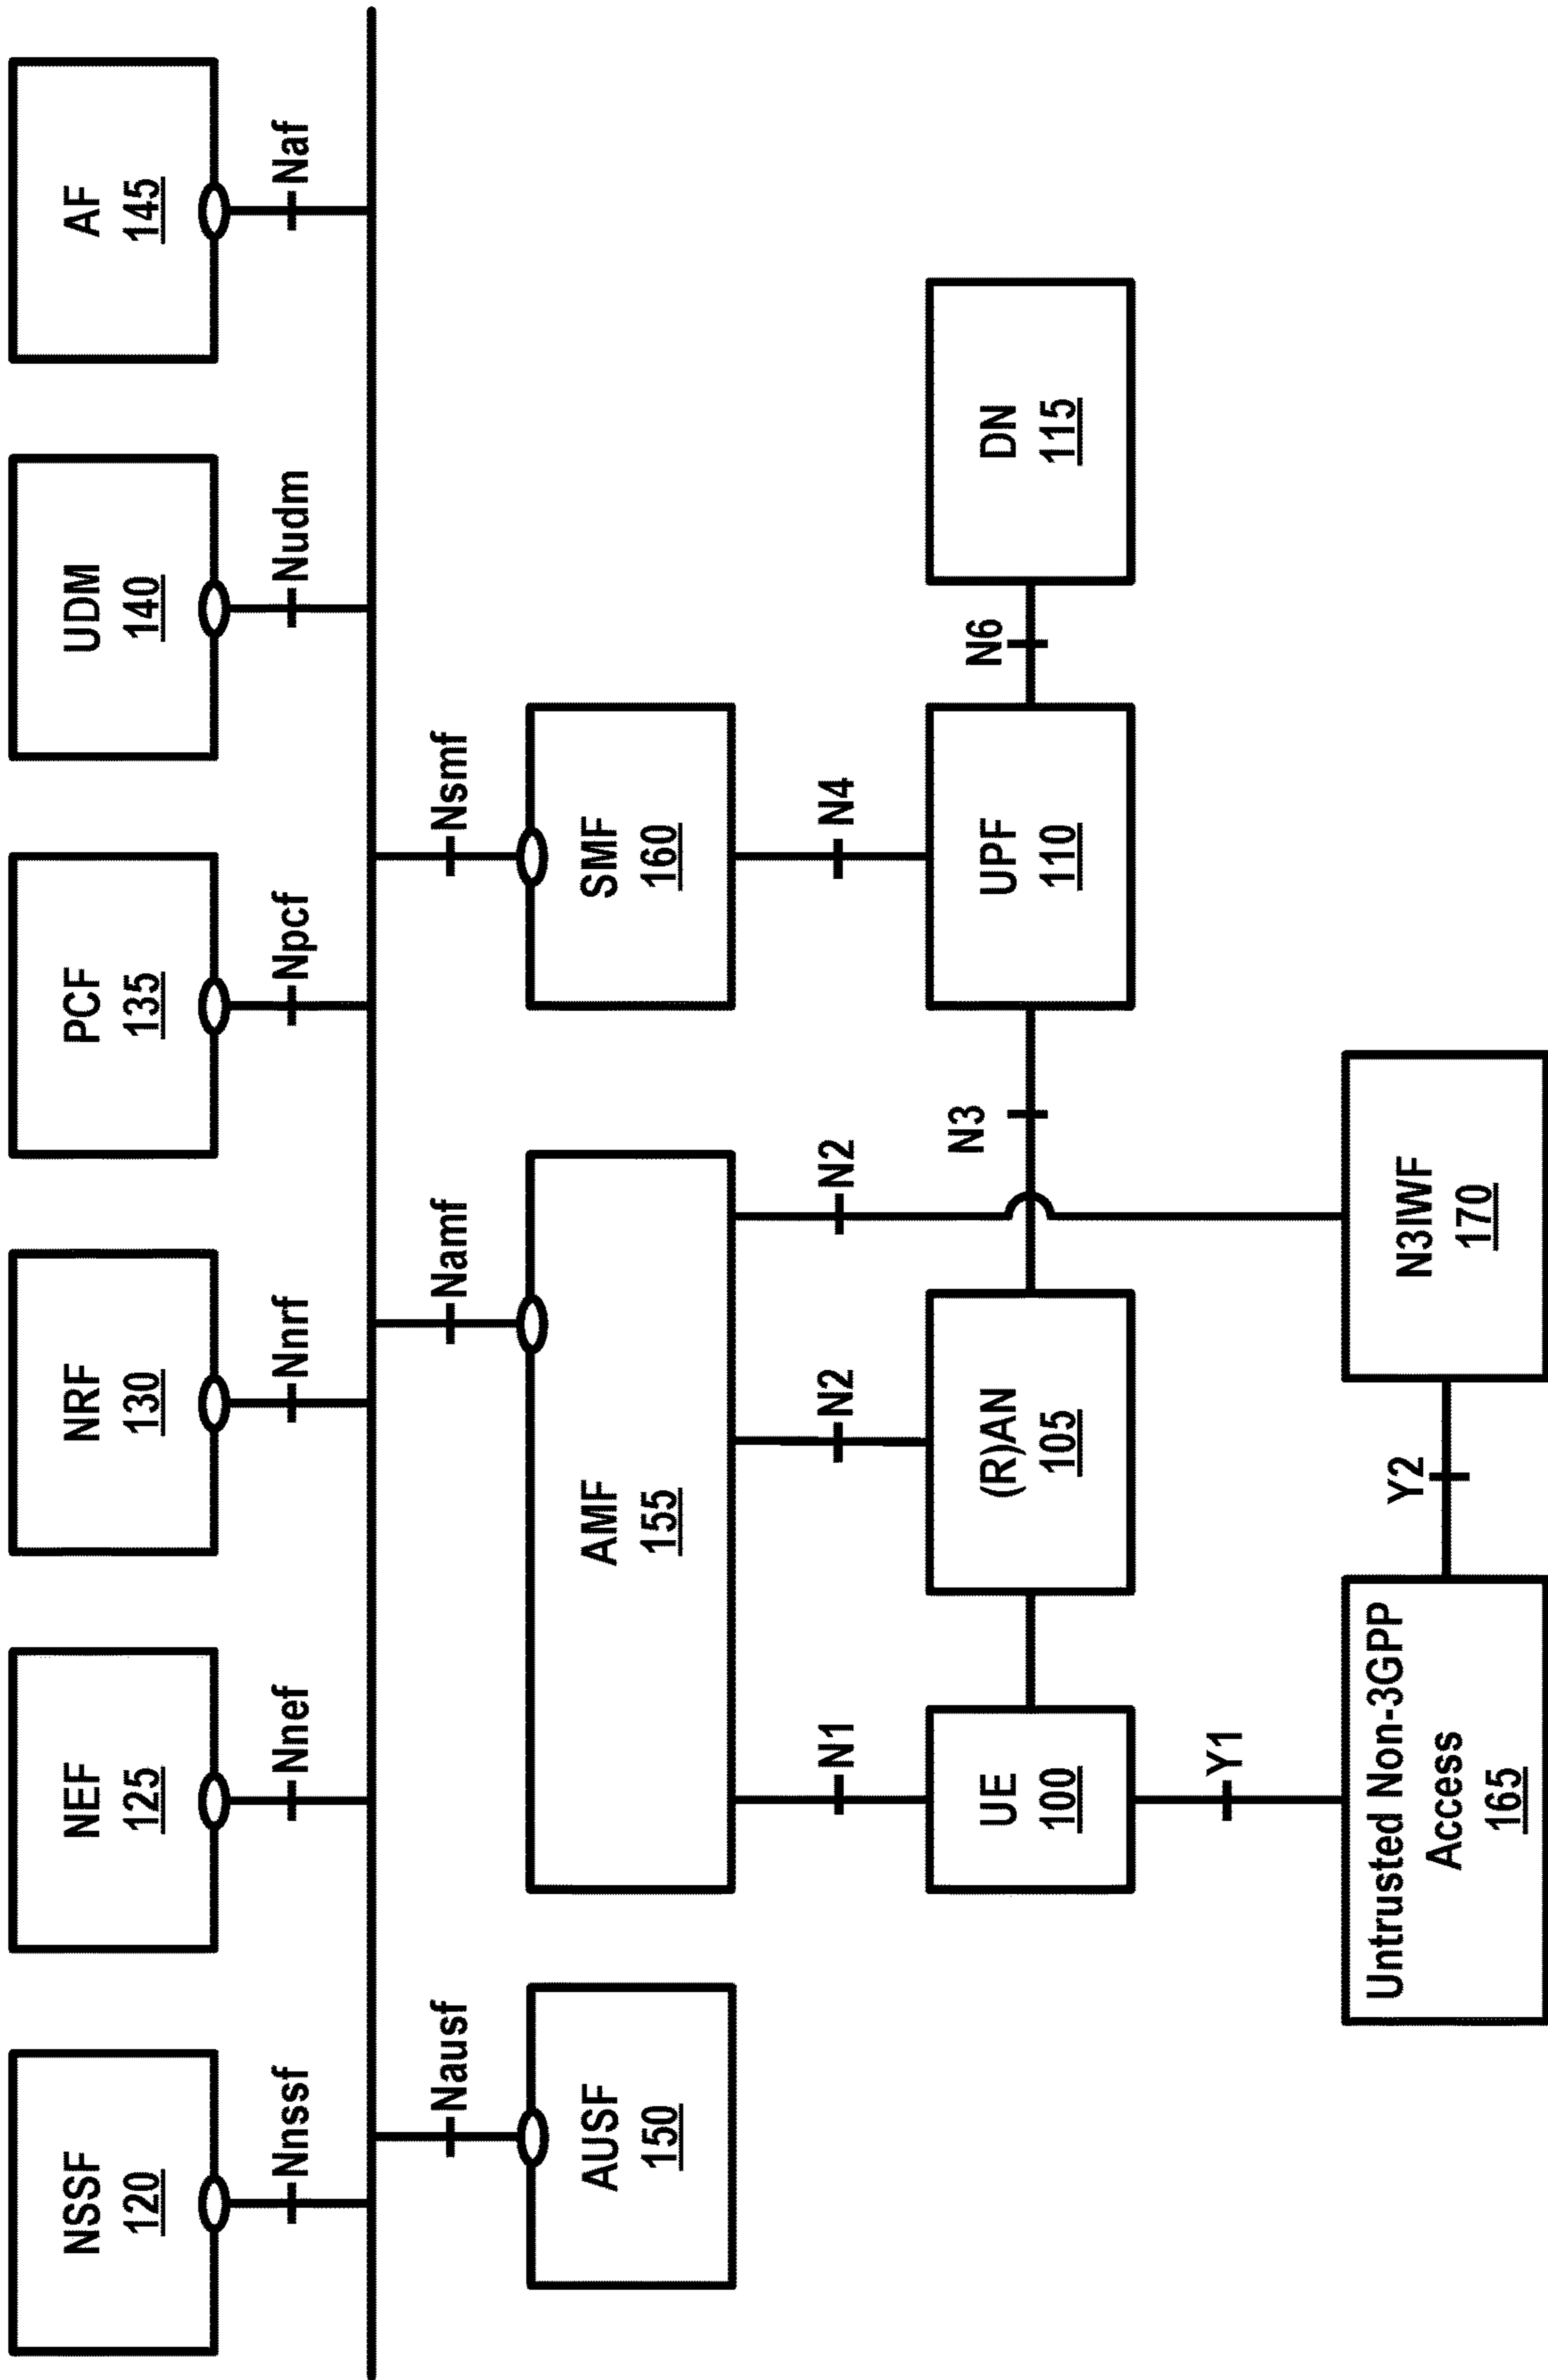 NSSF
120
NEF
125
NRF
130
PCF
135
UDM
140
AF
145
Nnssf
Nnef
Nnrf
Npcf
Nudm
Naf
Nausf
Namf
Nsmf
AUSF
150
AMF
155
SMF
160
N1
N2
N2
N4
UE
100
(R)AN
105
N3
UPF
110
N6
DN
115
Y1
Untrusted Non-3GPP
Access
165
Y2
N3IWF
170